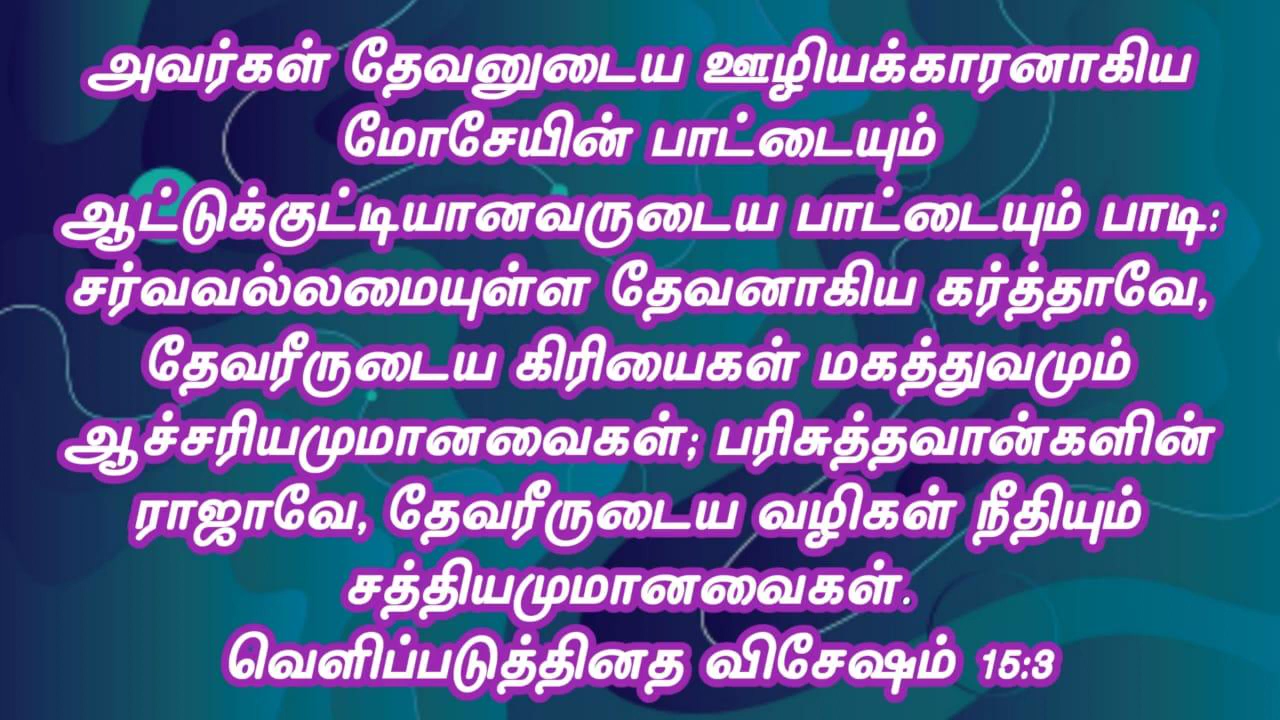 அவர்கள் தேவனுடைய ஊழியக்காரனாகிய
மோசேயின் பாட்டையும்
ஆட்டுக்குட்டியானவருடைய பாட்டையும் பாடி:
சர்வவல்லமையுள்ள தேவனாகிய கர்த்தாவே,
தேவரீருடைய கிரியைகள் மகத்துவமும்
ஆச்சரியமுமானவைகள்; பரிசுத்தவான்களின்
ராஜாவே, தேவரீருடைய வழிகள் நீதியும்
சத்தியமுமானவைகள்.
வெளிப்படுத்தினத விசேஷம் 15:3